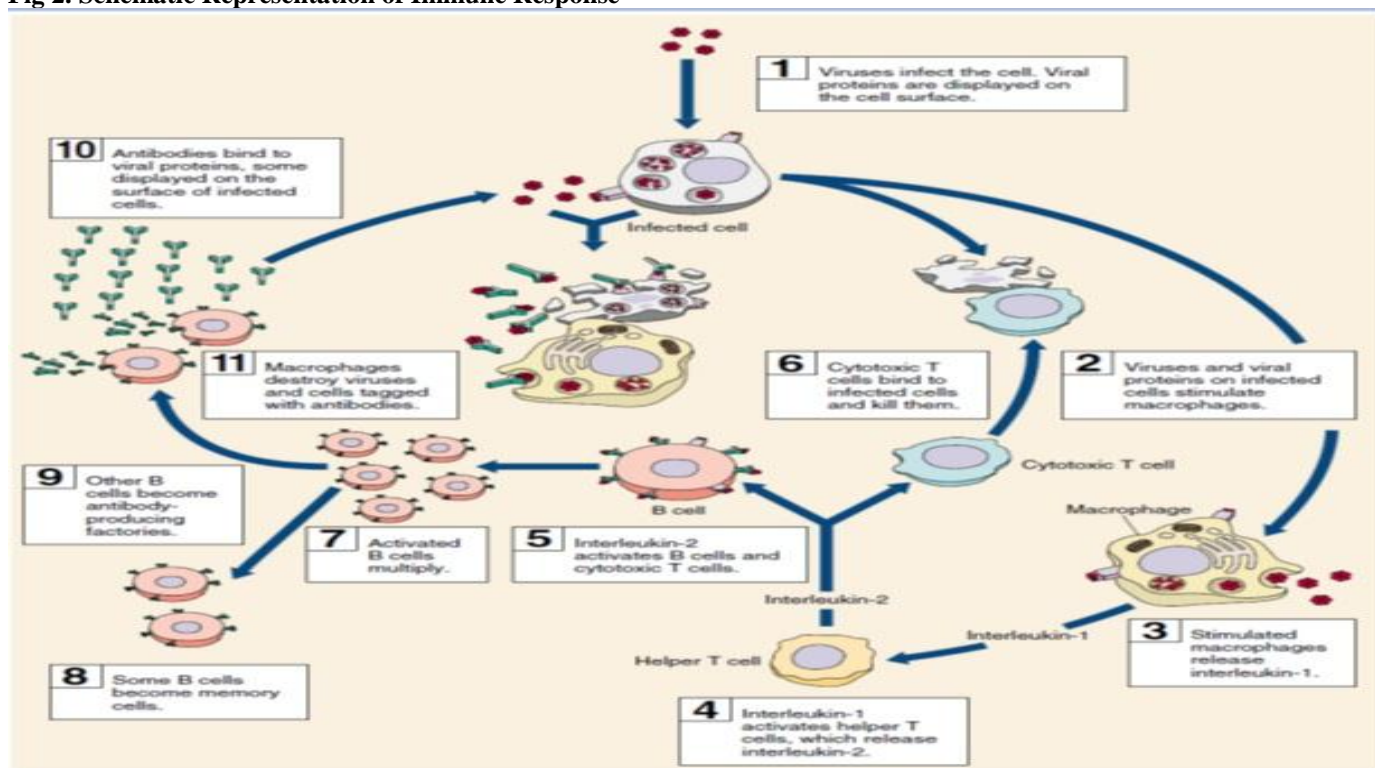 Fig 2. Schematic Representation of Immune Response
1 Viruses infect the cell. Viral
proteins are displayed on
the cell surface.
10 Antibodies bind to
viral proteins, some
displayed on the
surface of infected
cells.
Infected cell
11 Macrophages
destroy viruses
and cells tagged
with antibodies.
6 Cytotoxic T
cells bind to
infected cells
and kill them.
2 Viruses and viral
proteins on infected
cells stimulate
macrophages.
Cytotoxic T cell
9 Other B
cells become
antibody-
producing
factories.
B cell
Macrophage
7 Activated
B cells
multiply.
5 Interleukin-2
activates B cells and
cytotoxic T cells.
Interleukin-2
Interleukin-1
3 Stimulated
macrophages
release
interleukin-1.
Helper T cell
8 Some B cells
become memory
cells.
4 Interleukin-1
activates helper T
cells, which release
interleukin-2.